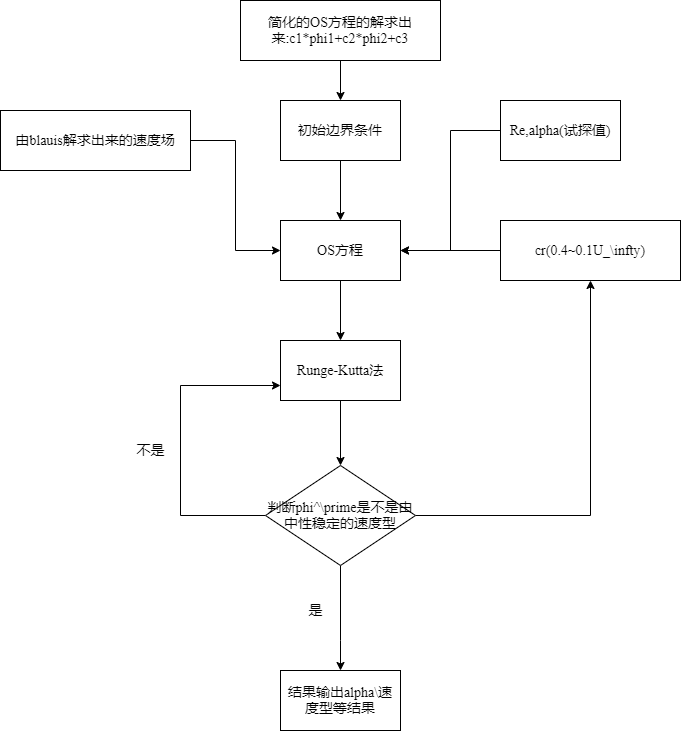 简化的OS方程的解求出
来:c1*phi1+c2*phi2+c3
初始边界条件
由blauis解求出来的速度场
Re,alpha(试探值)
OS方程
cr(0.4~0.1U_\infty)
Runge-Kutta法
不是
判断phi^\prime是不是由
中性稳定的速度型
是
结果输出alpha\速
度型等结果